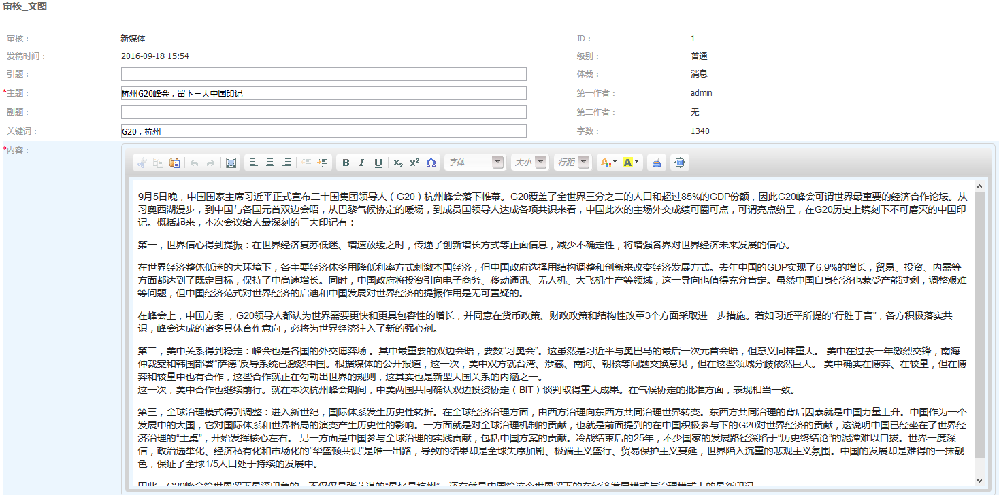 审核_文图
审核： 新媒体 ID： 1
发稿时间： 2016-09-18 15:54 级别： 普通
引题： 体裁： 消息
*主题： 杭州G20峰会，留下三大中国印记 第一作者： admin
副题： 第二作者： 无
关键词： G20，杭州 字数： 1340
*内容：
B I U X₂ X² Ω 字体 大小 行距 A A
9月5日晚，中国国家主席习近平正式宣布二十国集团领导人（G20）杭州峰会落下帷幕。G20覆盖了全世界三分之二的人口和超过85%的GDP份额，因此G20峰会可谓世界最重要的经济合作论坛。从
习奥西湖漫步，到中国与各国元首双边会晤，从巴黎气候协定的暖场，到成员国领导人达成各项共识来看，中国此次的主场外交成绩可圈可点，可谓亮点纷呈，在G20历史上镌刻下不可磨灭的中国印
记。概括起来，本次会议给人最深刻的三大印记有：
第一，世界信心得到提振：在世界经济复苏低迷、增速放缓之时，传递了创新增长方式等正面信息，减少不确定性，将增强各界对世界经济未来发展的信心。
在世界经济整体低迷的大环境下，各主要经济体多用降低利率方式刺激本国经济，但中国政府选择用结构调整和创新来改变经济发展方式。去年中国的GDP实现了6.9%的增长，贸易、投资、内需等
方面都达到了既定目标，保持了中高速增长。同时，中国政府将投资引向电子商务、移动通讯、无人机、大飞机生产等领域，这一导向也值得充分肯定。虽然中国自身经济也蒙受产能过剩，调整艰难
等问题，但中国经济范式对世界经济的启迪和中国发展对世界经济的提振作用是无可置疑的。
在峰会上，中国方案 ，G20领导人都认为世界需要更快和更具包容性的增长，并同意在货币政策、财政政策和结构性改革3个方面采取进一步措施。若如习近平所提的“行胜于言”，各方积极落实共
识，峰会达成的诸多具体合作意向，必将为世界经济注入了新的强心剂。
第二，美中关系得到稳定：峰会也是各国的外交博弈场 。其中最重要的双边会晤，要数“习奥会”。这虽然是习近平与奥巴马的最后一次元首会晤，但意义同样重大。 美中在过去一年激烈交锋，南海
仲裁案和韩国部署“萨德”反导系统已激怒中国。根据媒体的公开报道，这一次，美中双方就台湾、涉藏、南海、朝核等问题交换意见，但在这些领域分歧依然巨大。 美中确实在博弈、在较量，但在博
弈和较量中也有合作，这些合作就正在勾勒出世界的规则，这其实也是新型大国关系的内涵之一。
这一次，美中合作也继续前行。就在本次杭州峰会期间，中美两国共同确认双边投资协定（BIT）谈判取得重大成果。在气候协定的批准方面，表现相当一致。
第三，全球治理模式得到调整：进入新世纪，国际体系发生历史性转折。在全球经济治理方面，由西方治理向东西方共同治理世界转变。东西方共同治理的背后因素就是中国力量上升。中国作为一个
发展中的大国，它对国际体系和世界格局的演变产生历史性的影响。一方面就是对全球治理机制的贡献，也就是前面提到的在中国积极参与下的G20对世界经济的贡献，这说明中国已经坐在了世界经
济治理的“主桌”，开始发挥核心左右。 另一方面是中国参与全球治理的实践贡献，包括中国方案的贡献。冷战结束后的25年，不少国家的发展路径深陷于“历史终结论”的泥潭难以自拔。世界一度深
信，政治选举化、经济私有化和市场化的“华盛顿共识”是唯一出路，导致的结果却是全球失序加剧、极端主义盛行、贸易保护主义蔓延，世界陷入沉重的悲观主义氛围。中国的发展却是难得的一抹靓
色，保证了全球1/5人口处于持续的发展中。
因此，G20峰会给世界留下最深印象的，不仅仅是张艺谋的“最忆是杭州”，还有就是中国给这个世界留下的在经济发展模式与治理模式上的最新印记